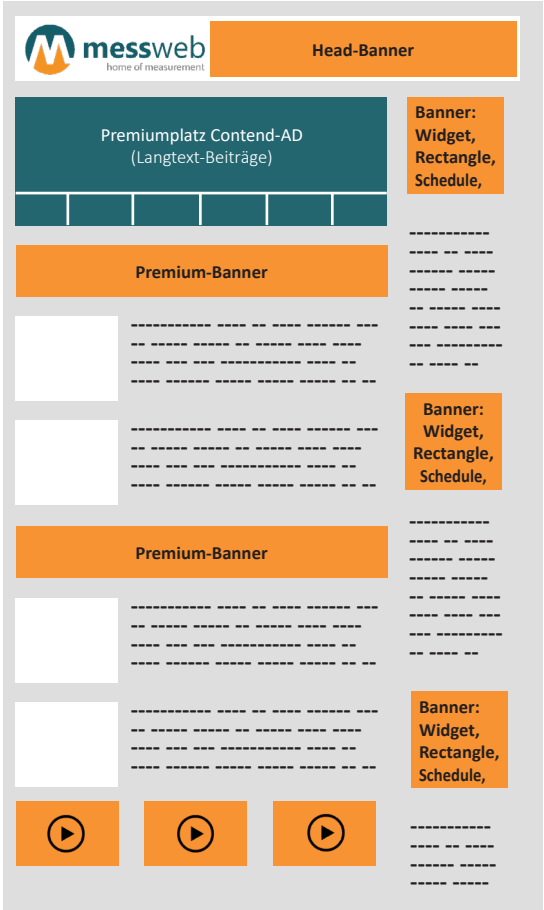 messweb
home of measurement
Head-Banner
Premiumplatz Contend-AD
(Langtext-Beiträge)
Banner:
Widget,
Rectangle,
Schedule,
Premium-Banner
Banner:
Widget,
Rectangle,
Schedule,
Premium-Banner
Banner:
Widget,
Rectangle,
Schedule,